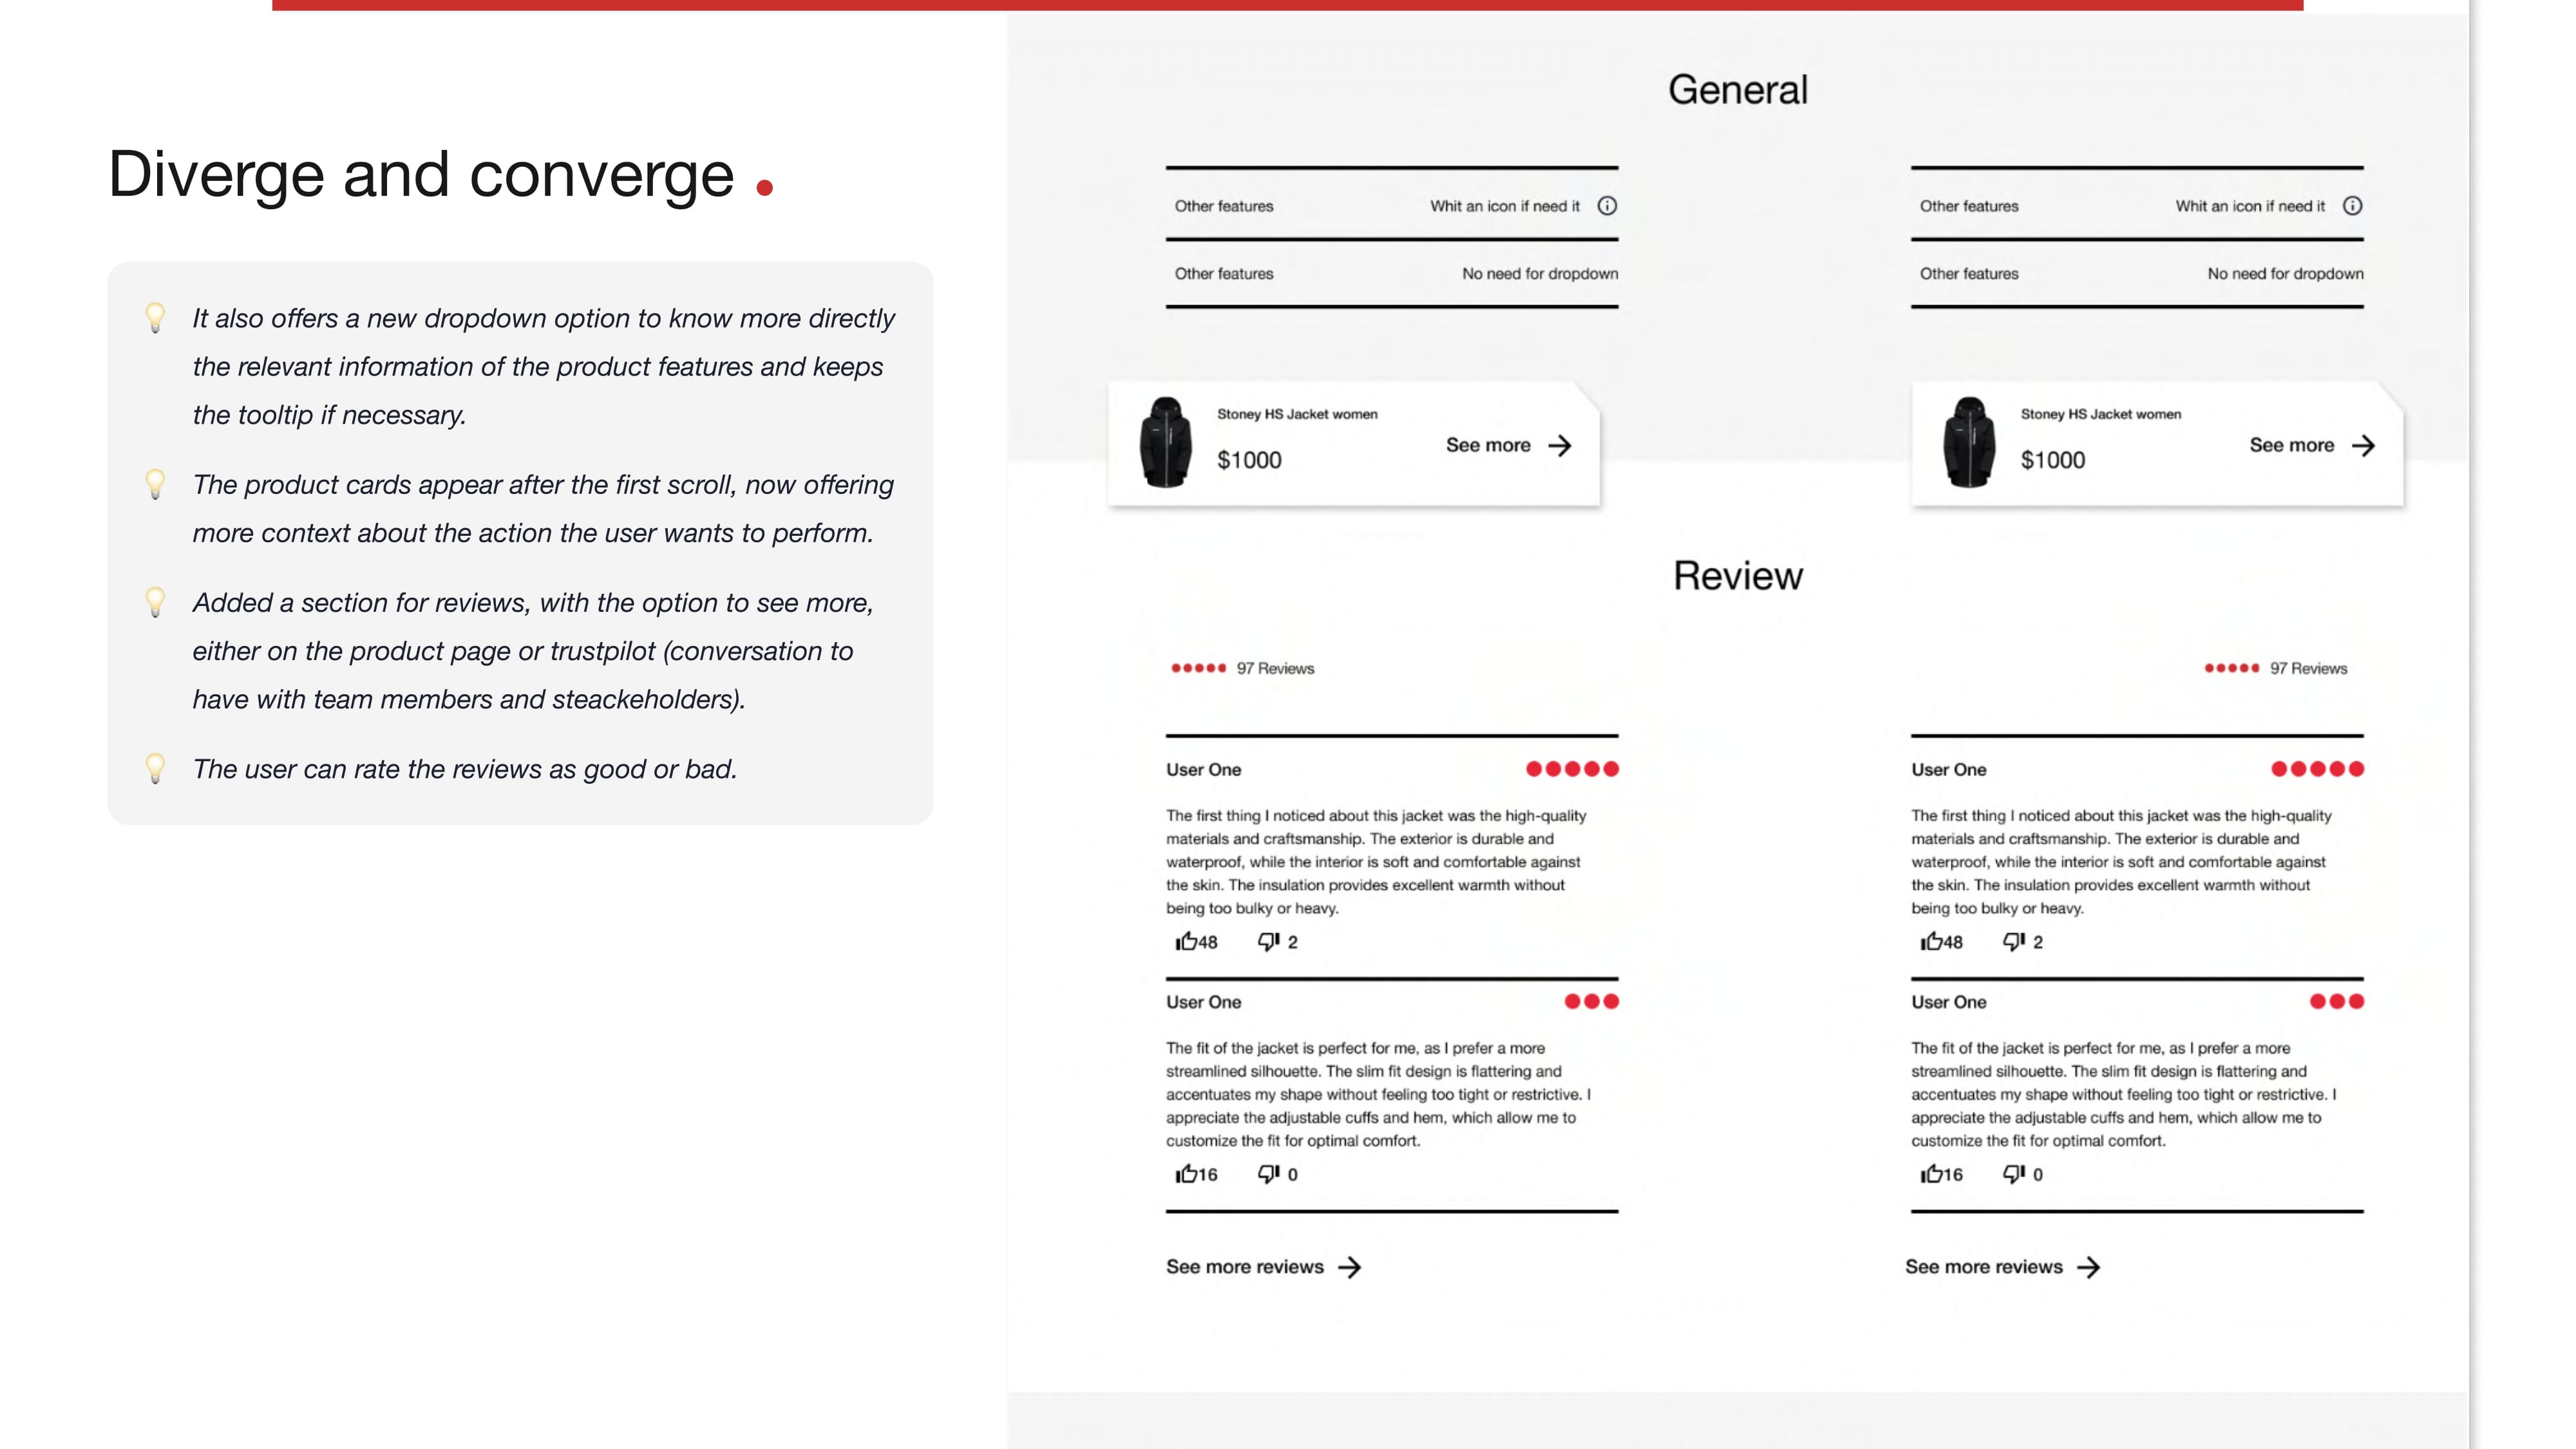 Diverge and converge .
💡 It also offers a new dropdown option to know more directly
the relevant information of the product features and keeps
the tooltip if necessary.
💡 The product cards appear after the first scroll, now offering
more context about the action the user wants to perform.
💡 Added a section for reviews, with the option to see more,
either on the product page or trustpilot (conversation to
have with team members and steackeholders).
💡 The user can rate the reviews as good or bad.
General
Other features Whit an icon if need it
Other features No need for dropdown
Other features Whit an icon if need it
Other features No need for dropdown
Stoney HS Jacket women
$1000
See more →
Stoney HS Jacket women
$1000
See more →
Review
97 Reviews
97 Reviews
User One
The first thing I noticed about this jacket was the high-quality
materials and craftsmanship. The exterior is durable and
waterproof, while the interior is soft and comfortable against
the skin. The insulation provides excellent warmth without
being too bulky or heavy.
48 2
User One
The fit of the jacket is perfect for me, as I prefer a more
streamlined silhouette. The slim fit design is flattering and
accentuates my shape without feeling too tight or restrictive. I
appreciate the adjustable cuffs and hem, which allow me to
customize the fit for optimal comfort.
16 0
See more reviews →
User One
The first thing I noticed about this jacket was the high-quality
materials and craftsmanship. The exterior is durable and
waterproof, while the interior is soft and comfortable against
the skin. The insulation provides excellent warmth without
being too bulky or heavy.
48 2
User One
The fit of the jacket is perfect for me, as I prefer a more
streamlined silhouette. The slim fit design is flattering and
accentuates my shape without feeling too tight or restrictive. I
appreciate the adjustable cuffs and hem, which allow me to
customize the fit for optimal comfort.
16 0
See more reviews →